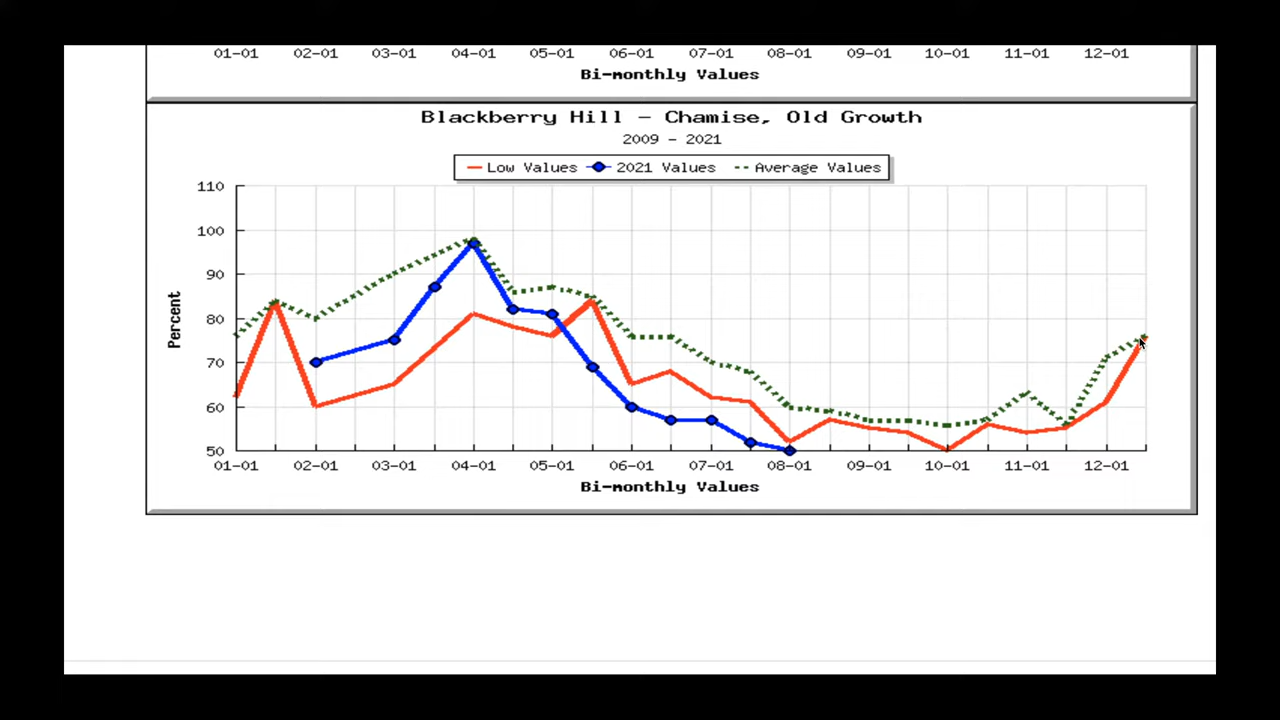 01-01 02-01 03-01 04-01 05-01 06-01 07-01 08-01 09-01 10-01 11-01 12-01
Bi-monthly Values
Blackberry Hill - Chamise, Old Growth
2009 - 2021
Low Values 2021 Values Average Values
110
100
90
80
70
60
50
Percent
01-01 02-01 03-01 04-01 05-01 06-01 07-01 08-01 09-01 10-01 11-01 12-01
Bi-monthly Values